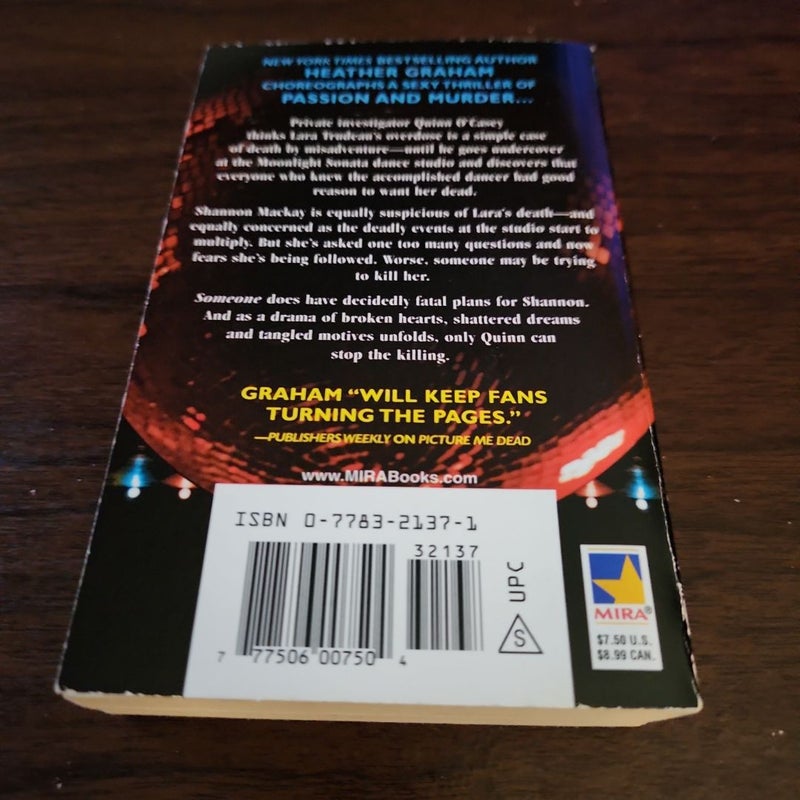 NEW YORK TIMES BESTSELLING AUTHOR
HEATHER GRAHAM
CHOREOGRAPHS A SEXY THRILLER OF
PASSION AND MURDER...
Private investigator Quinn O'Casey
thinks Lara Trudeau's overdose is a simple case
of death by misadventure—until he goes undercover
at the Moonlight Sonata dance studio and discovers that
everyone who knew the accomplished dancer had good
reason to want her dead.
Shannon Mackay is equally suspicious of Lara's death—and
equally concerned as the deadly events at the studio start to
multiply. But she's asked one too many questions and now
fears she's being followed. Worse, someone may be trying
to kill her.
Someone does have decidedly fatal plans for Shannon.
And as a drama of broken hearts, shattered dreams
and tangled motives unfolds, only Quinn can
stop the killing.
GRAHAM "WILL KEEP FANS
TURNING THE PAGES."
—PUBLISHERS WEEKLY ON PICTURE ME DEAD
www.MIRABooks.com
ISBN 0-7783-2137-1
32137
UPC
S
7 77506 00750 4
MIRA®
$7.50 U.S.
$8.99 CAN.